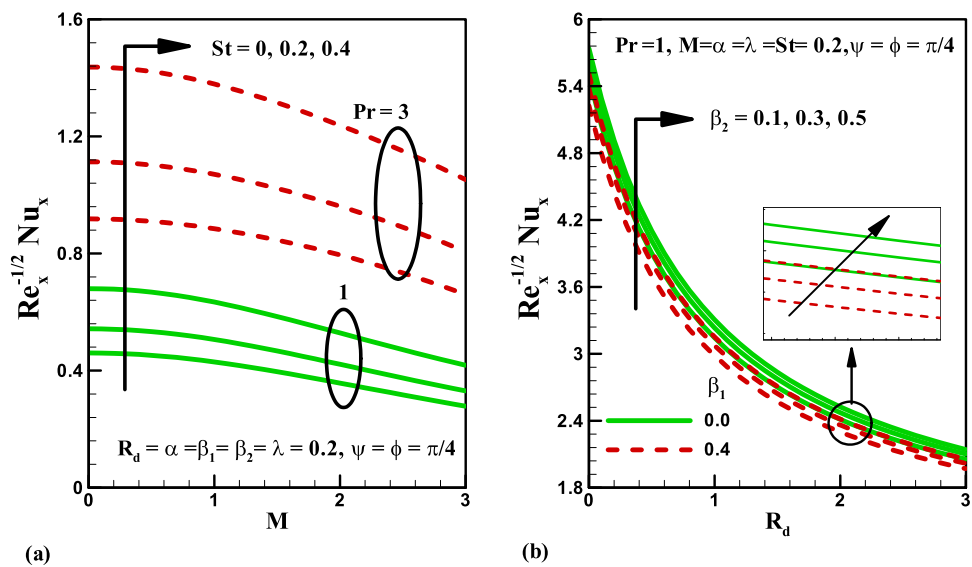 Re_x^{-1/2} Nu_x
1.6
1.2
0.8
0.4
0
St = 0, 0.2, 0.4
Pr = 3
1
R_d = α =β_1= β_2= λ = 0.2, ψ = ϕ = π/4
0 1 2 3
M
(a)
Re_x^{-1/2} Nu_x
6
5.4
4.8
4.2
3.6
3
2.4
1.8
Pr =1, M=α =λ =St= 0.2,ψ = ϕ = π/4
β_2 = 0.1, 0.3, 0.5
β_1
0.0
0.4
0 1 2 3
R_d
(b)